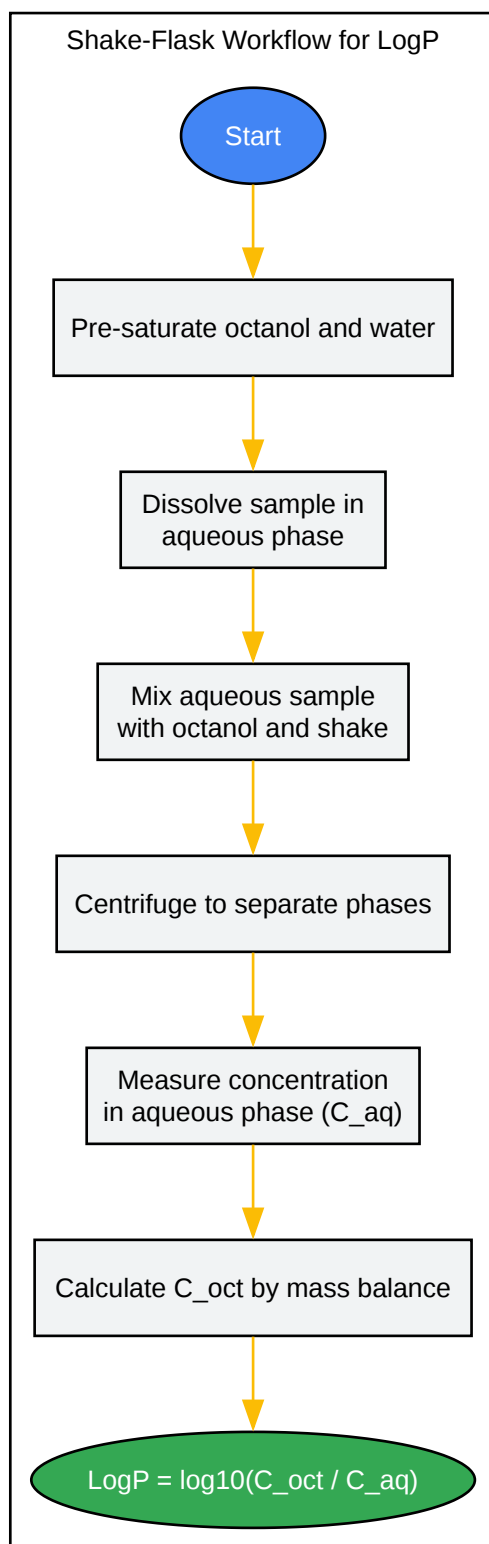 Shake-Flask Workflow for LogP
Start
Pre-saturate octanol and water
Dissolve sample in
aqueous phase
Mix aqueous sample
with octanol and shake
Centrifuge to separate phases
Measure concentration
in aqueous phase (C_aq)
Calculate C_oct by mass balance
LogP = log10(C_oct / C_aq)